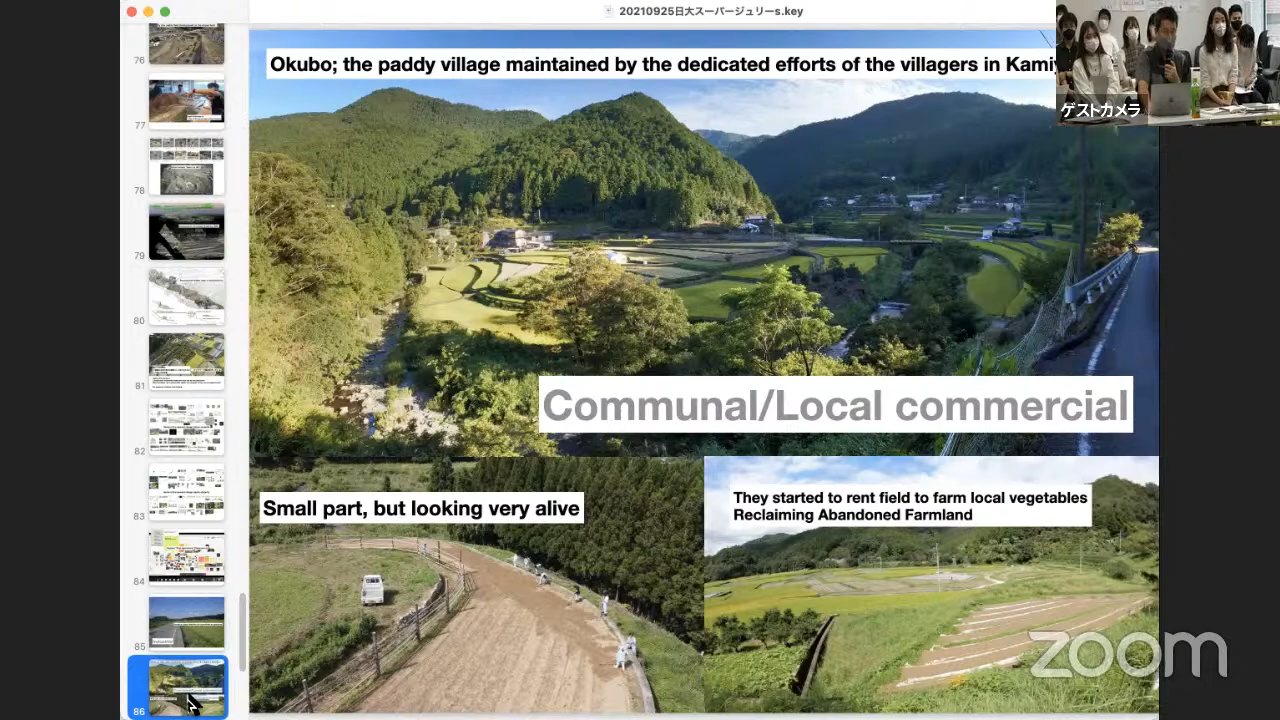 20210925日大スーパージュリーs.key
Okubo; the paddy village maintained by the dedicated efforts of the villagers in Kami
ゲストカメラ
Communal/Local commercial
Small part, but looking very alive
They started to rent field to farm local vegetables
Reclaiming Abandoned Farmland
76
77
78
79
80
81
82
83
84
85
86
zoom